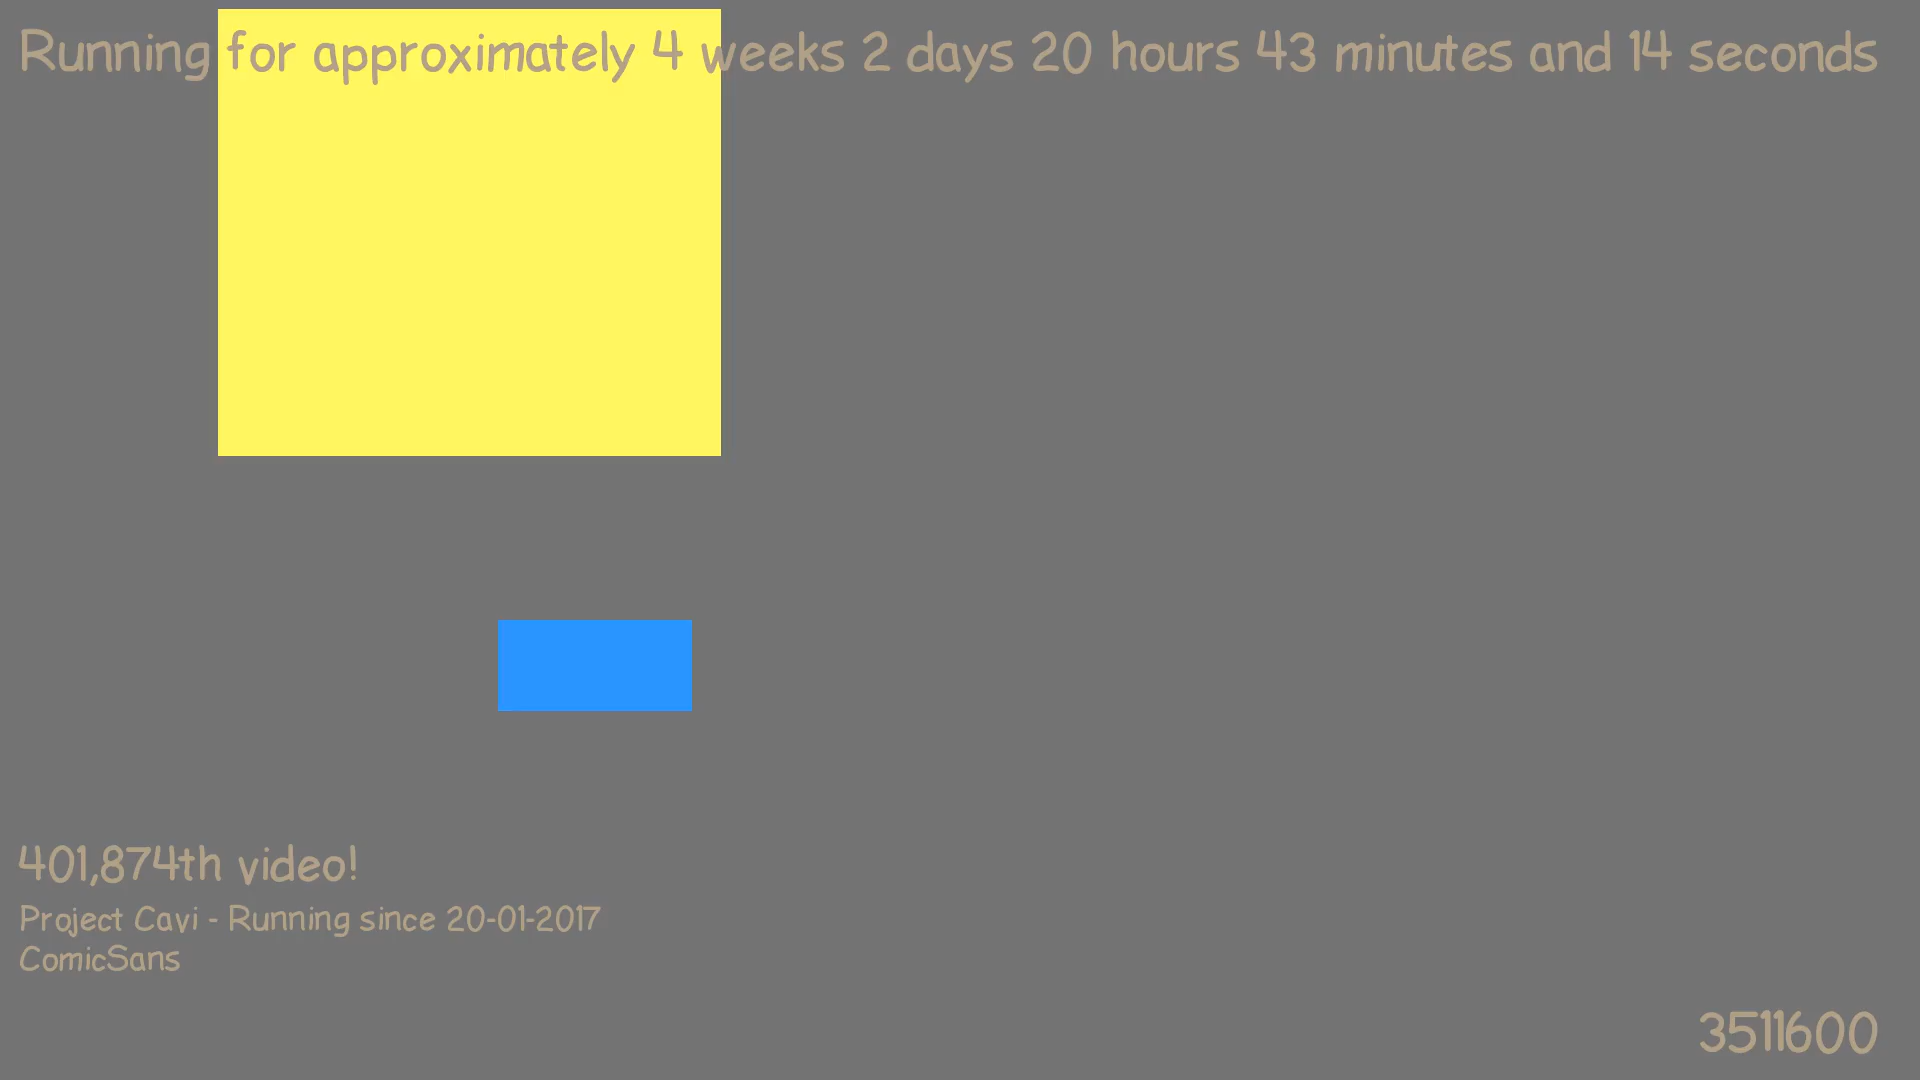 Running for approximately 4 weeks 2 days 20 hours 43 minutes and 14 seconds
401,874th video!
Project Cavi - Running since 20-01-2017
ComicSans
3511600